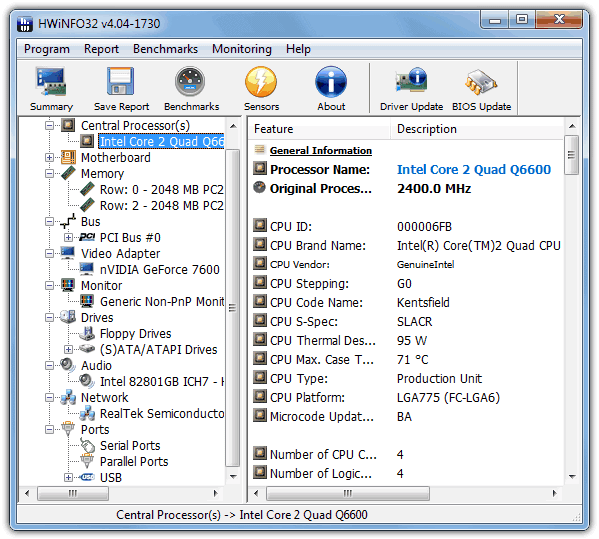 HWiNFO32 v4.04-1730
Program Report Benchmarks Monitoring Help
Summary Save Report Benchmarks Sensors About Driver Update BIOS Update
Central Processor(s)
Intel Core 2 Quad Q66
Motherboard
Memory
Row: 0 - 2048 MB PC2
Row: 2 - 2048 MB PC2
Bus
PCI PCI Bus #0
Video Adapter
nVIDIA GeForce 7600
Monitor
Generic Non-PnP Monit
Drives
Floppy Drives
(S)ATA/ATAPI Drives
Audio
Intel 82801GB ICH7 - H
Network
RealTek Semiconducto
Ports
Serial Ports
Parallel Ports
USB
Feature Description
General Information
Processor Name: Intel Core 2 Quad Q6600
Original Proces... 2400.0 MHz
CPU ID: 000006FB
CPU Brand Name: Intel(R) Core(TM)2 Quad CPU
CPU Vendor: GenuineIntel
CPU Stepping: G0
CPU Code Name: Kentsfield
CPU S-Spec: SLACR
CPU Thermal Des... 95 W
CPU Max. Case T... 71 °C
CPU Type: Production Unit
CPU Platform: LGA775 (FC-LGA6)
Microcode Updat... BA
Number of CPU C... 4
Number of Logic... 4
Central Processor(s) -> Intel Core 2 Quad Q6600